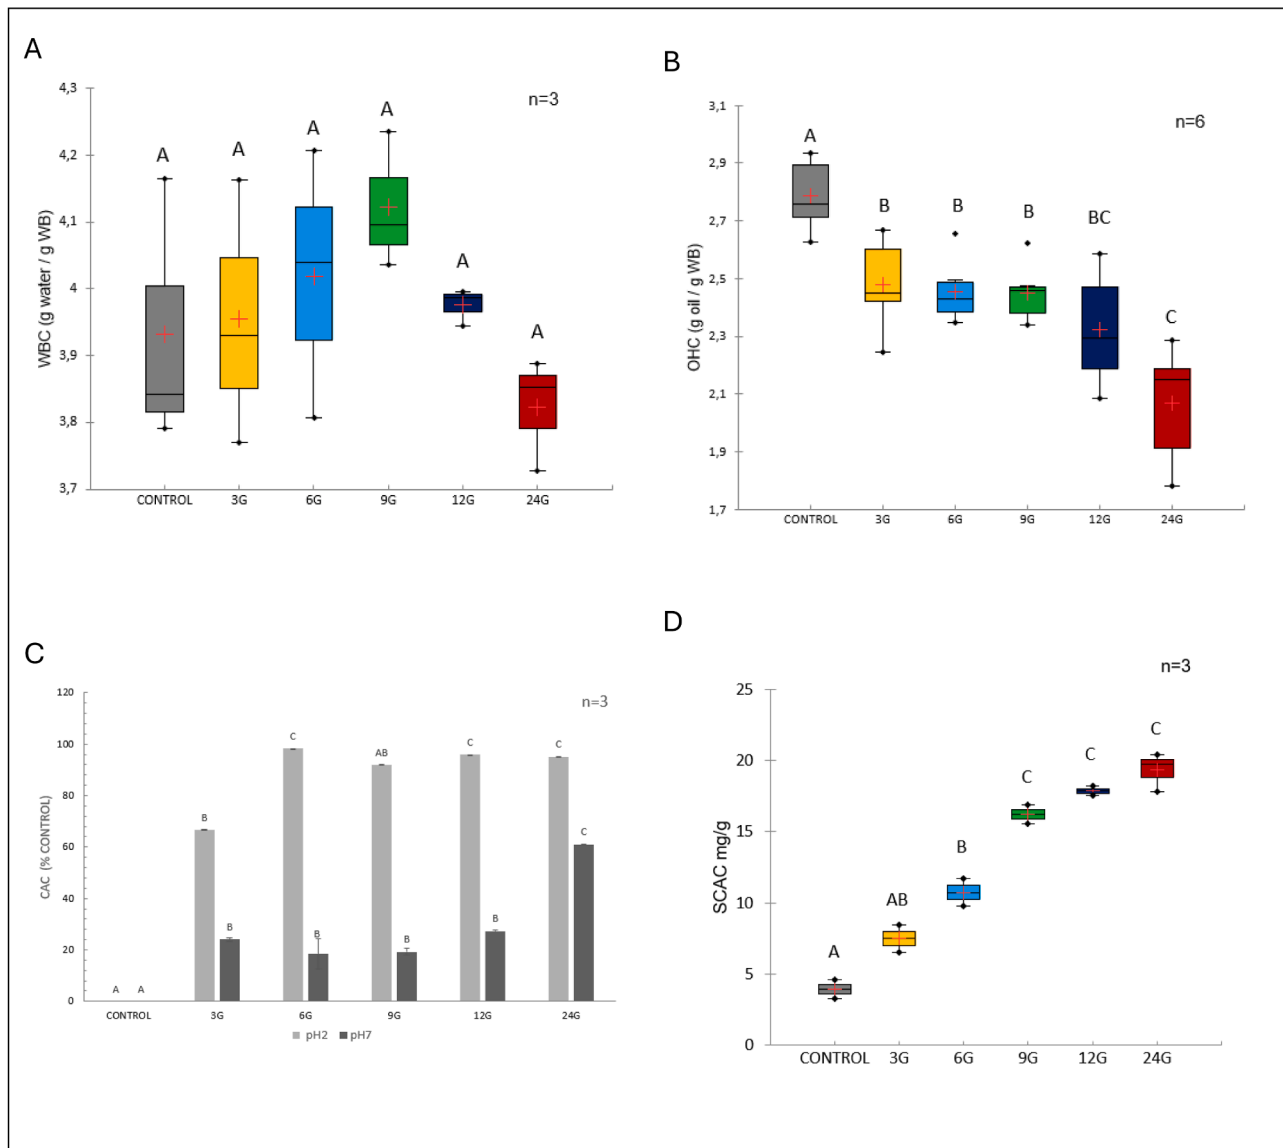 A
WBC (g water / g WB)
4,3
4,2
4,1
4
3,9
3,8
3,7
n=3
A
A
A
A
A
A
CONTROL 3G 6G 9G 12G 24G
B
OHC (g oil / g WB)
3,1
2,9
2,7
2,5
2,3
2,1
1,9
1,7
n=6
A
B
B
B
BC
C
CONTROL 3G 6G 9G 12G 24G
C
CAC (% CONTROL)
120
100
80
60
40
20
0
n=3
A A
B B
C B
AB B
C B
C C
CONTROL 3G 6G 9G 12G 24G
pH2 pH7
D
SCAC mg/g
25
20
15
10
5
0
n=3
A
AB
B
C
C
C
CONTROL 3G 6G 9G 12G 24G